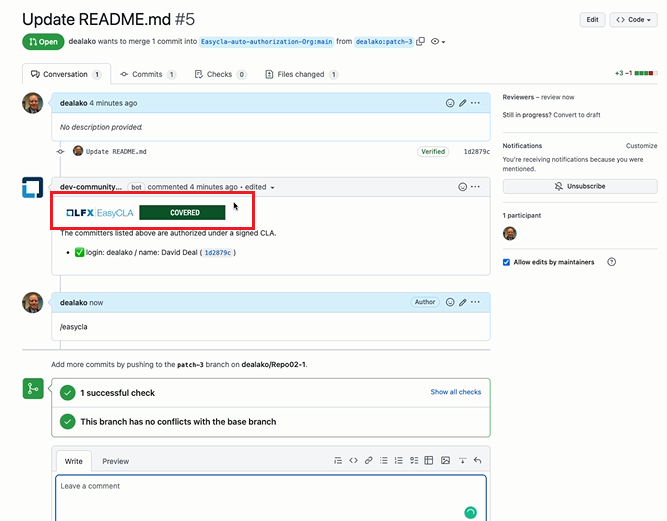 Update README.md #5
Edit
<> Code
Open
dealako wants to merge 1 commit into Easycla-auto-authorization-Org:main from dealako:patch-3
Conversation 1
Commits 1
Checks 0
Files changed 1
+3 −1
dealako 4 minutes ago
No description provided.
Update README.md
Verified
1d2879c
dev-community... bot commented 4 minutes ago • edited
LFX EasyCLA
COVERED
The committers listed above are authorized under a signed CLA.
• ✅ login: dealako / name: David Deal ( 1d2879c )
dealako now
Author
/easycla
Add more commits by pushing to the patch-3 branch on dealako/Repo02-1.
1 successful check
Show all checks
This branch has no conflicts with the base branch
Write
Preview
Leave a comment
Reviewers – review now
Still in progress? Convert to draft
Notifications
Customize
You're receiving notifications because you were
mentioned.
Unsubscribe
1 participant
Allow edits by maintainers